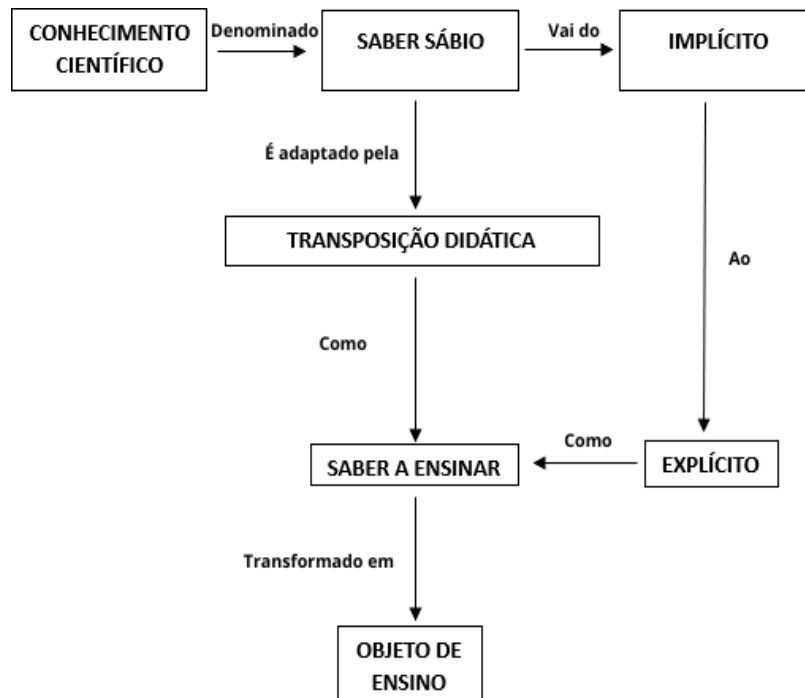 CONHECIMENTO
CIENTÍFICO
Denominado
SABER SÁBIO
Vai do
IMPLÍCITO
É adaptado pela
TRANSPOSIÇÃO DIDÁTICA
Ao
Como
SABER A ENSINAR
Como
EXPLÍCITO
Transformado em
OBJETO DE
ENSINO